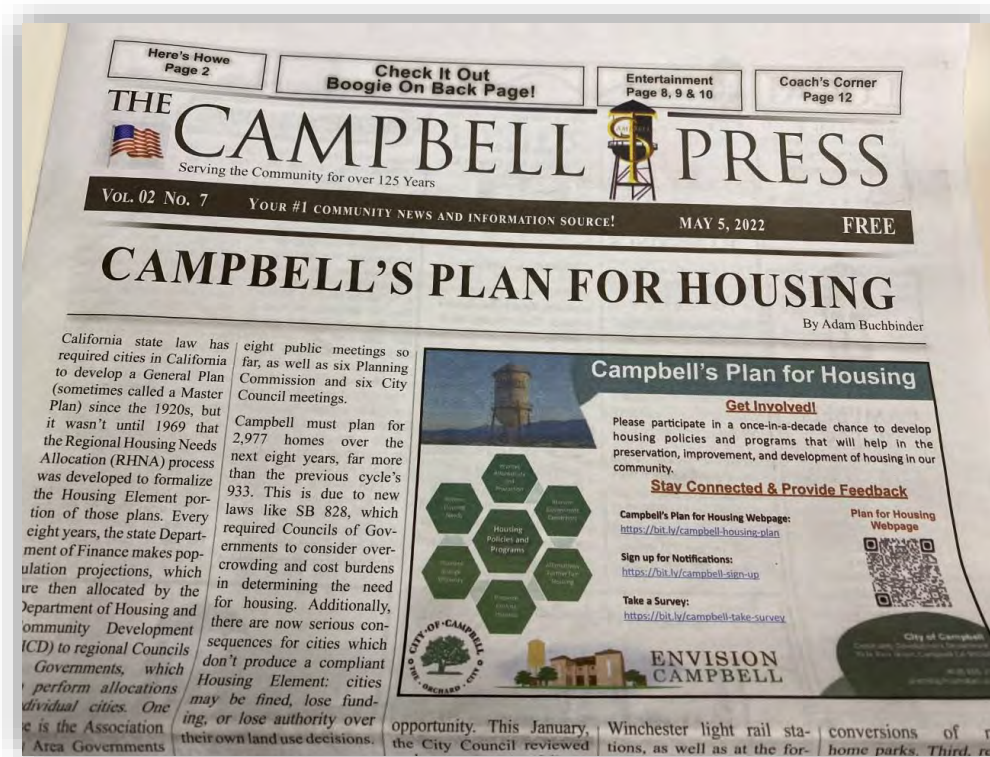 Here's Howe
Page 2
Check It Out
Boogie On Back Page!
Entertainment
Page 8, 9 & 10
Coach's Corner
Page 12
THE CAMPBELL PRESS
Serving the Community for over 125 Years
VOL. 02 NO. 7 YOUR #1 COMMUNITY NEWS AND INFORMATION SOURCE! MAY 5, 2022 FREE
CAMPBELL'S PLAN FOR HOUSING
By Adam Buchbinder
California state law has
required cities in California
to develop a General Plan
(sometimes called a Master
Plan) since the 1920s, but
it wasn't until 1969 that
the Regional Housing Needs
Allocation (RHNA) process
was developed to formalize
the Housing Element por-
tion of those plans. Every
eight years, the state Depart-
ment of Finance makes pop-
ulation projections, which
are then allocated by the
Department of Housing and
Community Development
(HCD) to regional Councils
Governments, which
perform allocations
individual cities. One
is the Association
Area Governments
eight public meetings so
far, as well as six Planning
Commission and six City
Council meetings.
Campbell must plan for
2,977 homes over the
next eight years, far more
than the previous cycle's
933. This is due to new
laws like SB 828, which
required Councils of Gov-
ernments to consider over-
crowding and cost burdens
in determining the need
for housing. Additionally,
there are now serious con-
sequences for cities which
don't produce a compliant
Housing Element: cities
may be fined, lose fund-
ing, or lose authority over
their own land use decisions.
Campbell's Plan for Housing
Get Involved!
Please participate in a once-in-a-decade chance to develop
housing policies and programs that will help in the
preservation, improvement, and development of housing in our
community.
Stay Connected & Provide Feedback
Campbell's Plan for Housing Webpage:
https://bit.ly/campbell-housing-plan
Sign up for Notifications:
https://bit.ly/campbell-sign-up
Take a Survey:
https://bit.ly/campbell-take-survey
Plan for Housing
Webpage
Housing
Policies and
Programs
CITY OF CAMPBELL
THE ORCHARD CITY
ENVISION
CAMPBELL
City of Campbell
opportunity. This January,
the City Council reviewed
Winchester light rail sta-
tions, as well as at the for-
conversions of
home parks. Third,